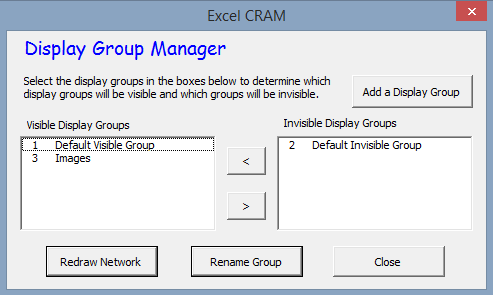 Excel CRAM
Display Group Manager
Select the display groups in the boxes below to determine which
display groups will be visible and which groups will be invisible.
Add a Display Group
Visible Display Groups
1 Default Visible Group
3 Images
<
>
Invisible Display Groups
2 Default Invisible Group
Redraw Network
Rename Group
Close